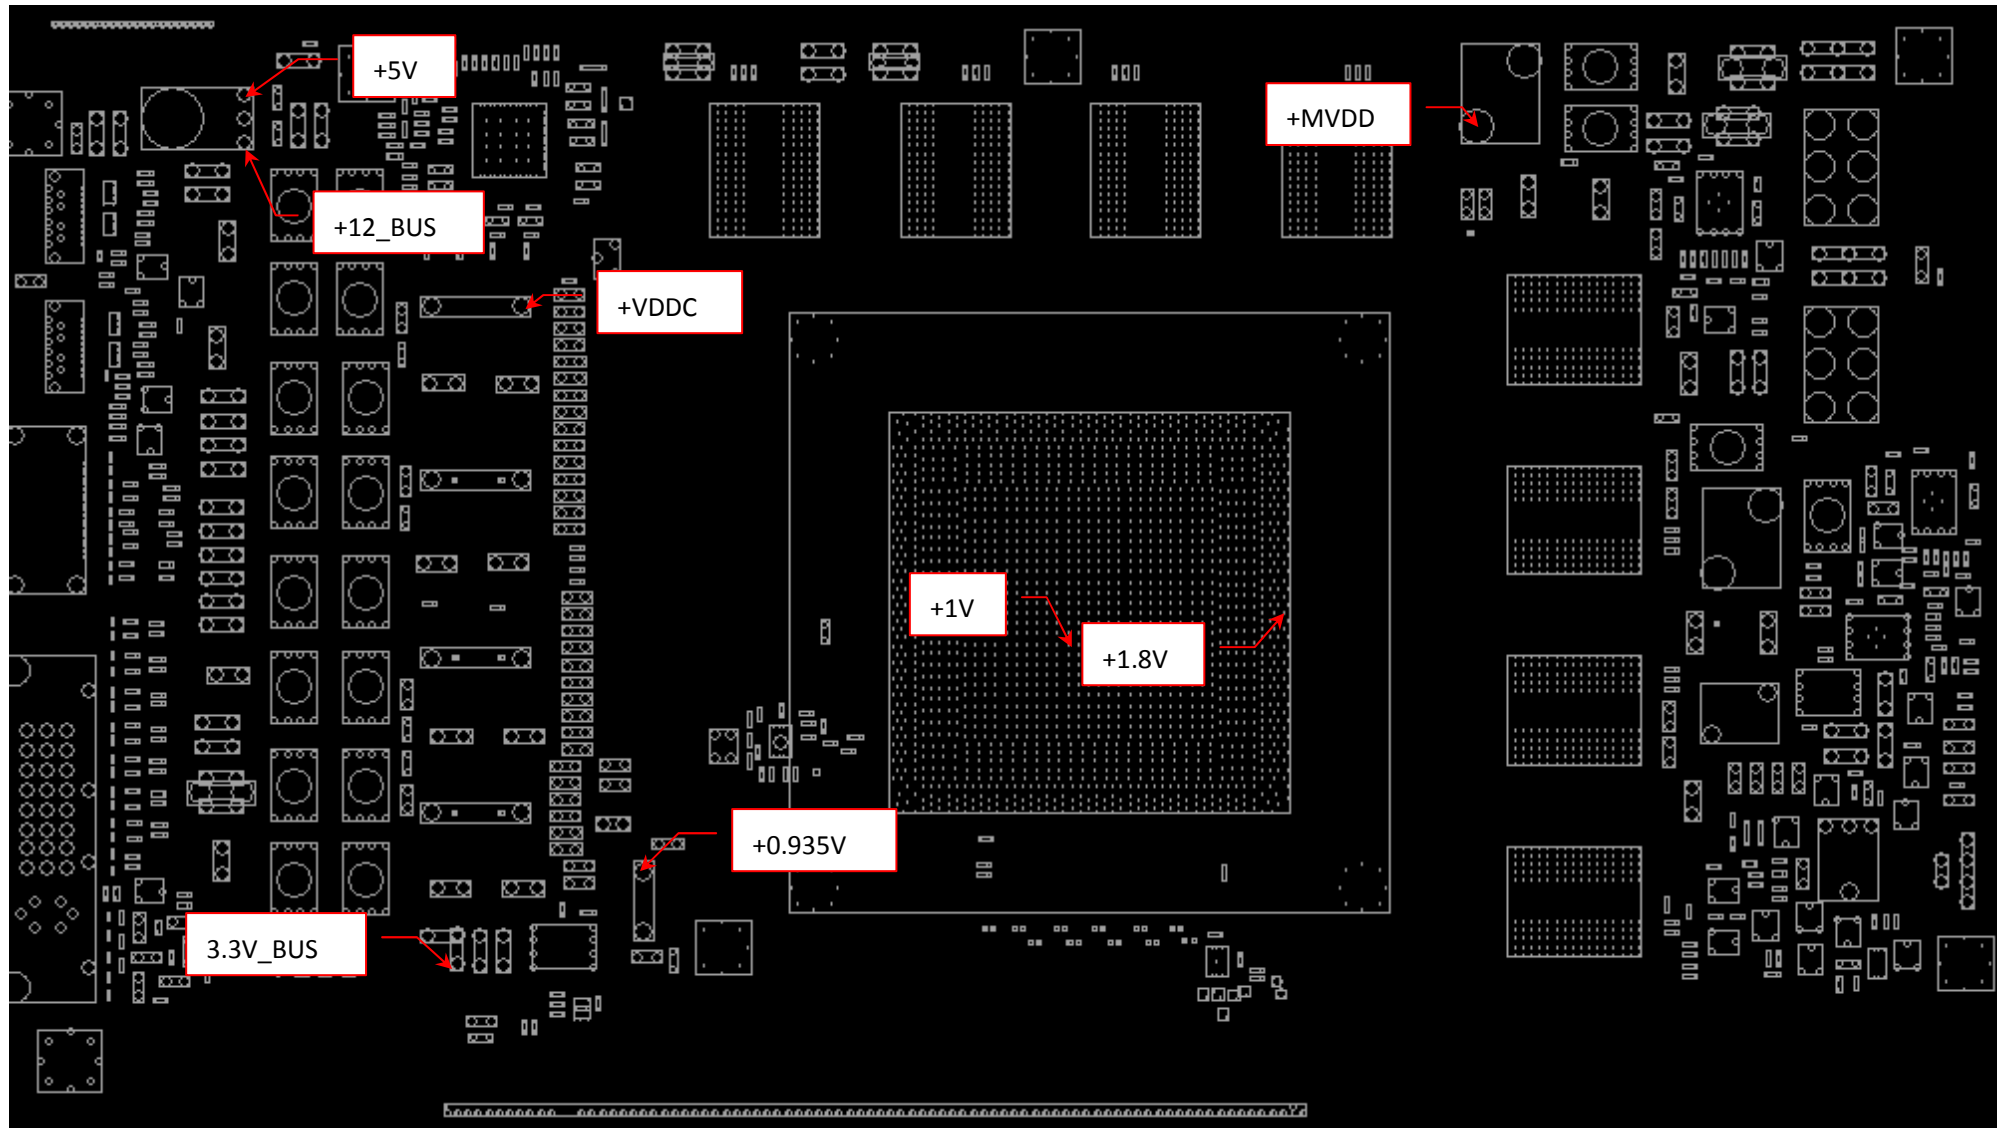 +5V
+MVDD
+12_BUS
+VDDC
+1V
+1.8V
+0.935V
3.3V_BUS